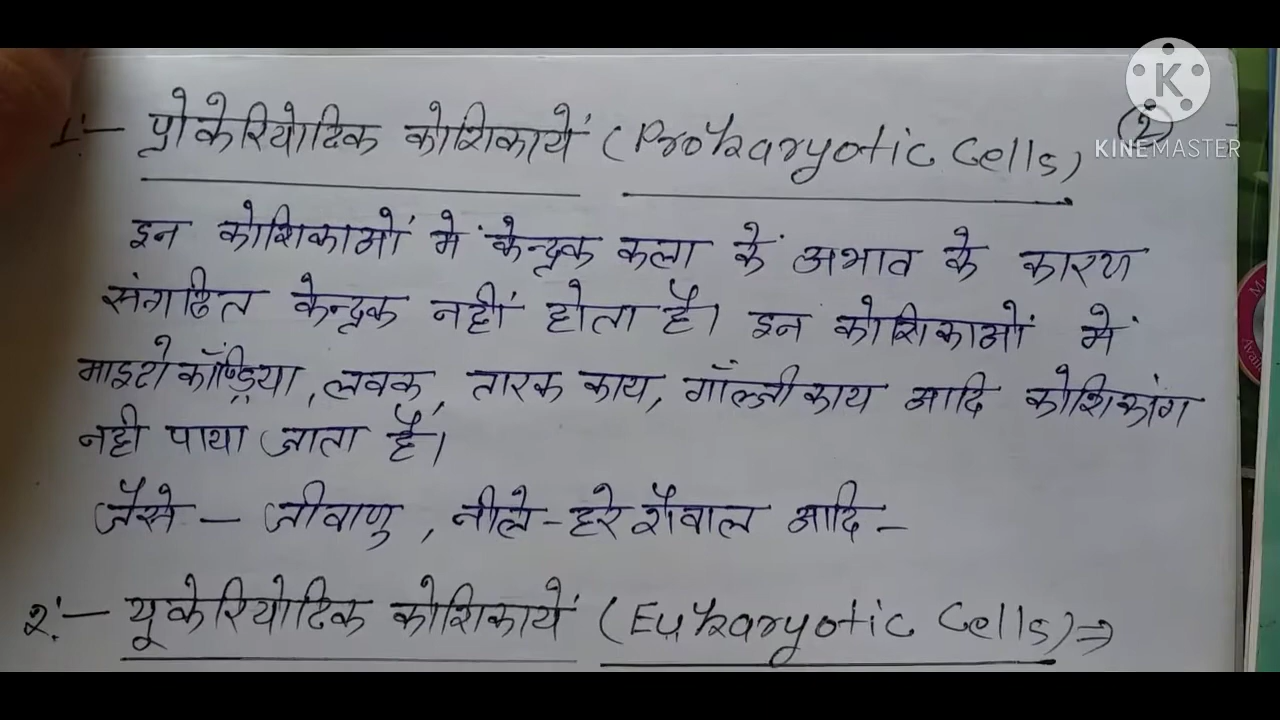 1:- प्रोकेरियोटिक कोशिकायें (Prokaryotic Cells)
(2)
KINEMASTER
इन कोशिकाओं में केन्द्रक कला के अभाव के कारण
संगठित केन्द्रक नहीं होता है। इन कोशिकाओं में
माइटोकॉण्ड्रिया, लवक, तारक काय, गॉल्जीकाय आदि कोशिकांग
नही पाया जाता है।
जैसे - जीवाणु, नीले-हरे शैवाल आदि -
2:- यूकेरियोटिक कोशिकायें (Eukaryotic Cells) ⇒